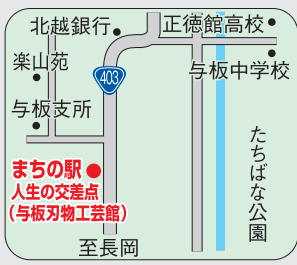 北越銀行
正徳館高校
楽山苑
403
与板中学校
与板支所
たちばな公園
まちの駅
人生の交差点
(与板刃物工芸館)
至長岡